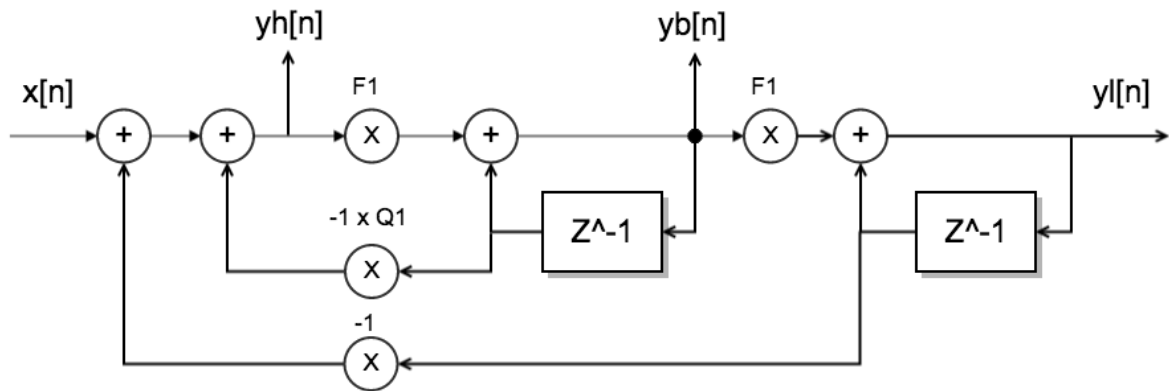 yh[n]
yb[n]
x[n]
F1
F1
yl[n]
+
+
X
+
X
+
-1 x Q1
Z^-1
Z^-1
X
-1
X